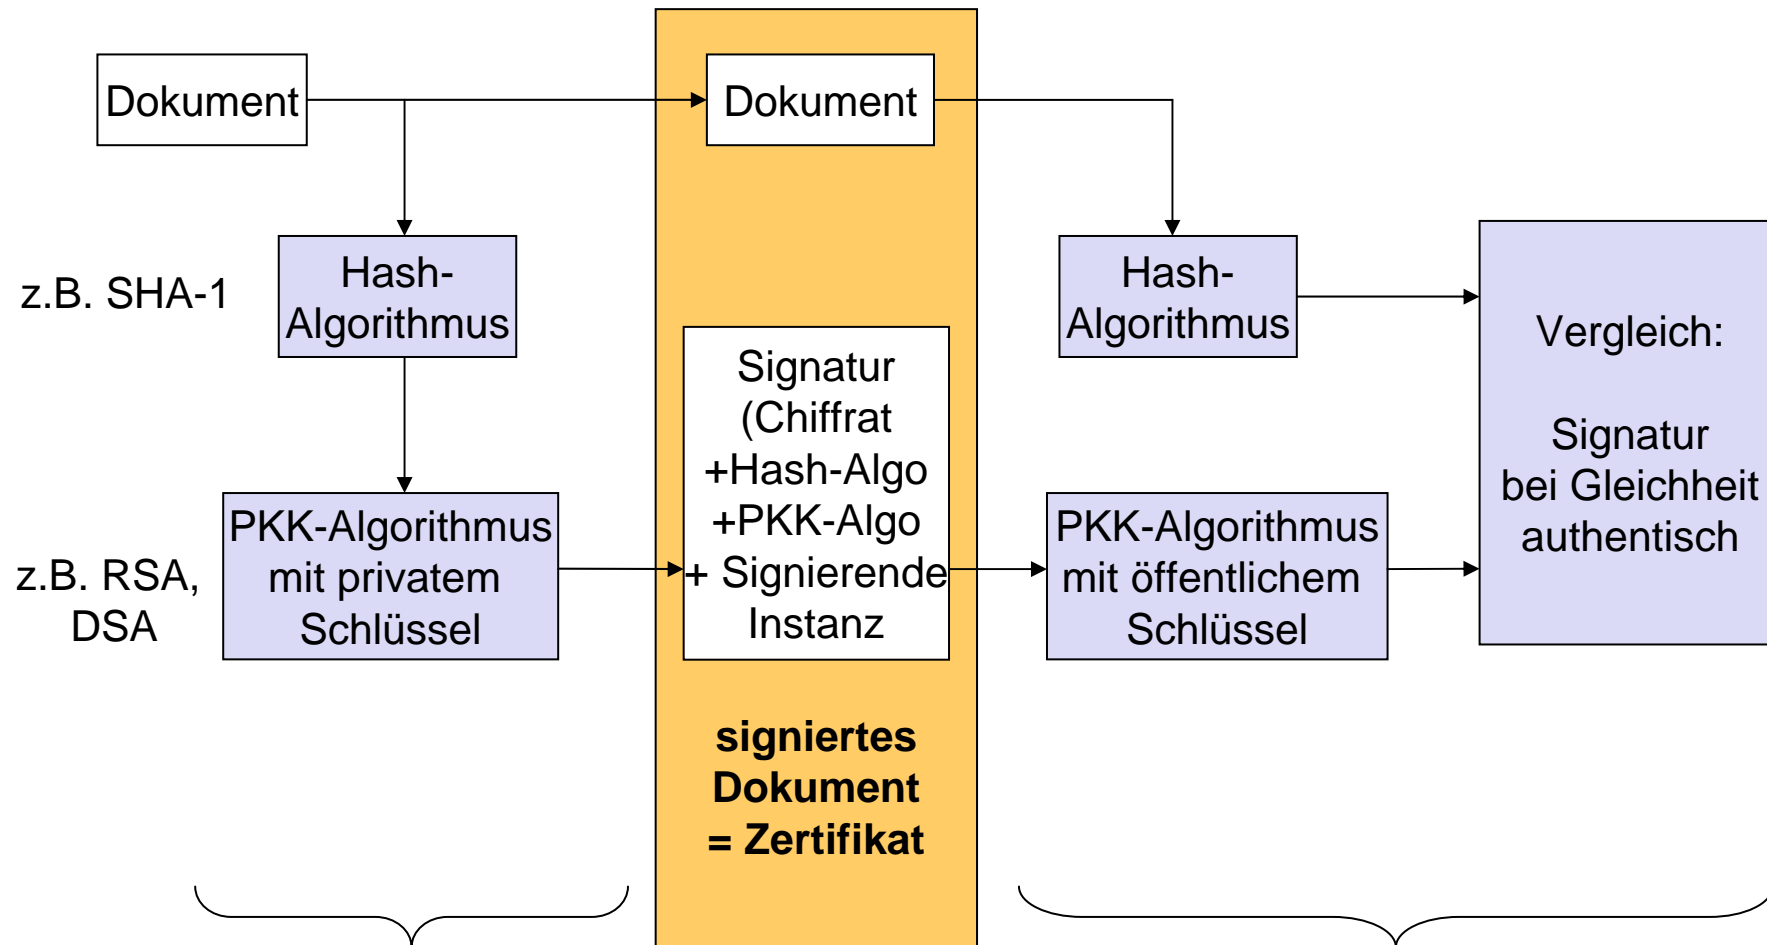 Dokument
Dokument
z.B. SHA-1
Hash-
Algorithmus
Hash-
Algorithmus
Signatur
(Chiffrat
+Hash-Algo
+PKK-Algo
+ Signierende
Instanz
Vergleich:
Signatur
bei Gleichheit
authentisch
z.B. RSA,
DSA
PKK-Algorithmus
mit privatem
Schlüssel
PKK-Algorithmus
mit öffentlichem
Schlüssel
signiertes
Dokument
= Zertifikat